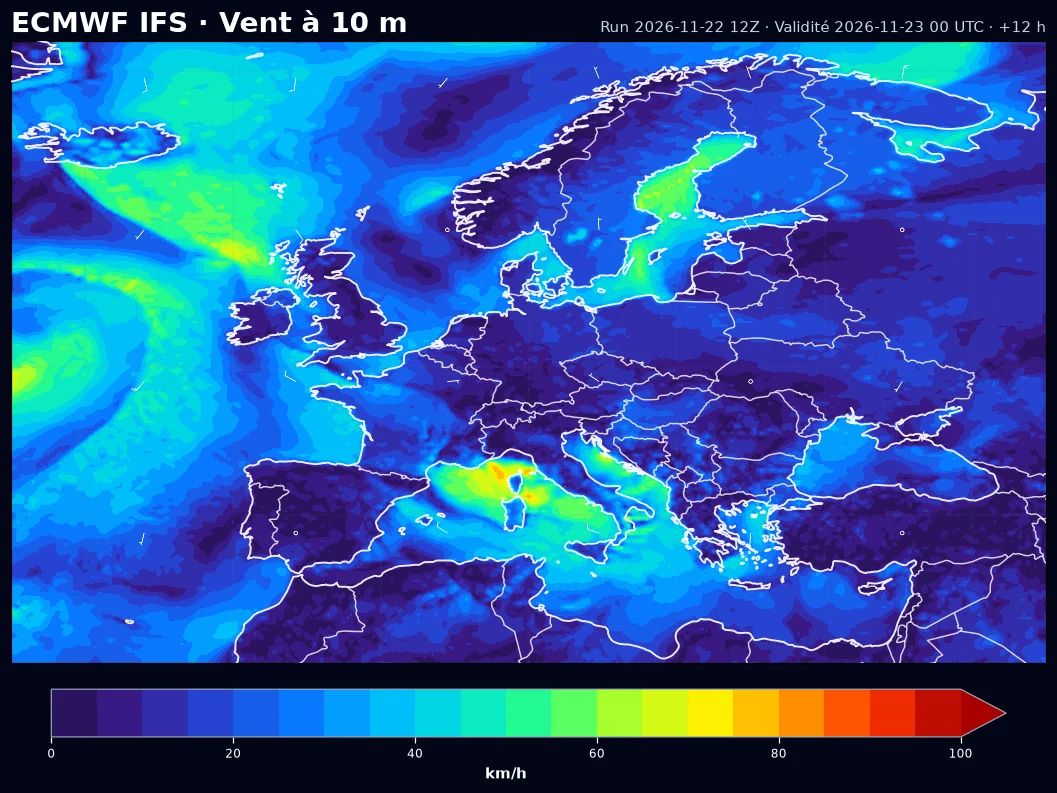 ECMWF IFS · Vent à 10 m
Run 2026-11-22 12Z · Validité 2026-11-23 00 UTC · +12 h
0 20 40 60 80 100
km/h